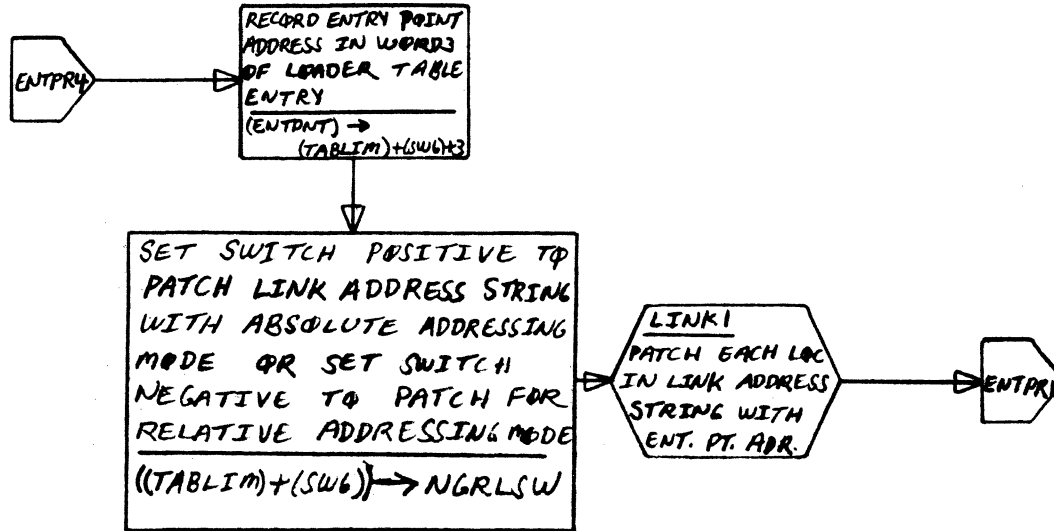 ENTPR4
RECORD ENTRY POINT
ADDRESS IN WORD3
OF LOADER TABLE
ENTRY
(ENTPNT) →
(TABLIM)+(SW6)+3
SET SWITCH POSITIVE TO
PATCH LINK ADDRESS STRING
WITH ABSOLUTE ADDRESSING
MODE OR SET SWITCH
NEGATIVE TO PATCH FOR
RELATIVE ADDRESSING MODE
((TABLIM)+(SW6)) → NGRLSW
LINK1
PATCH EACH LOC
IN LINK ADDRESS
STRING WITH
ENT. PT. ADR.
ENTPR1